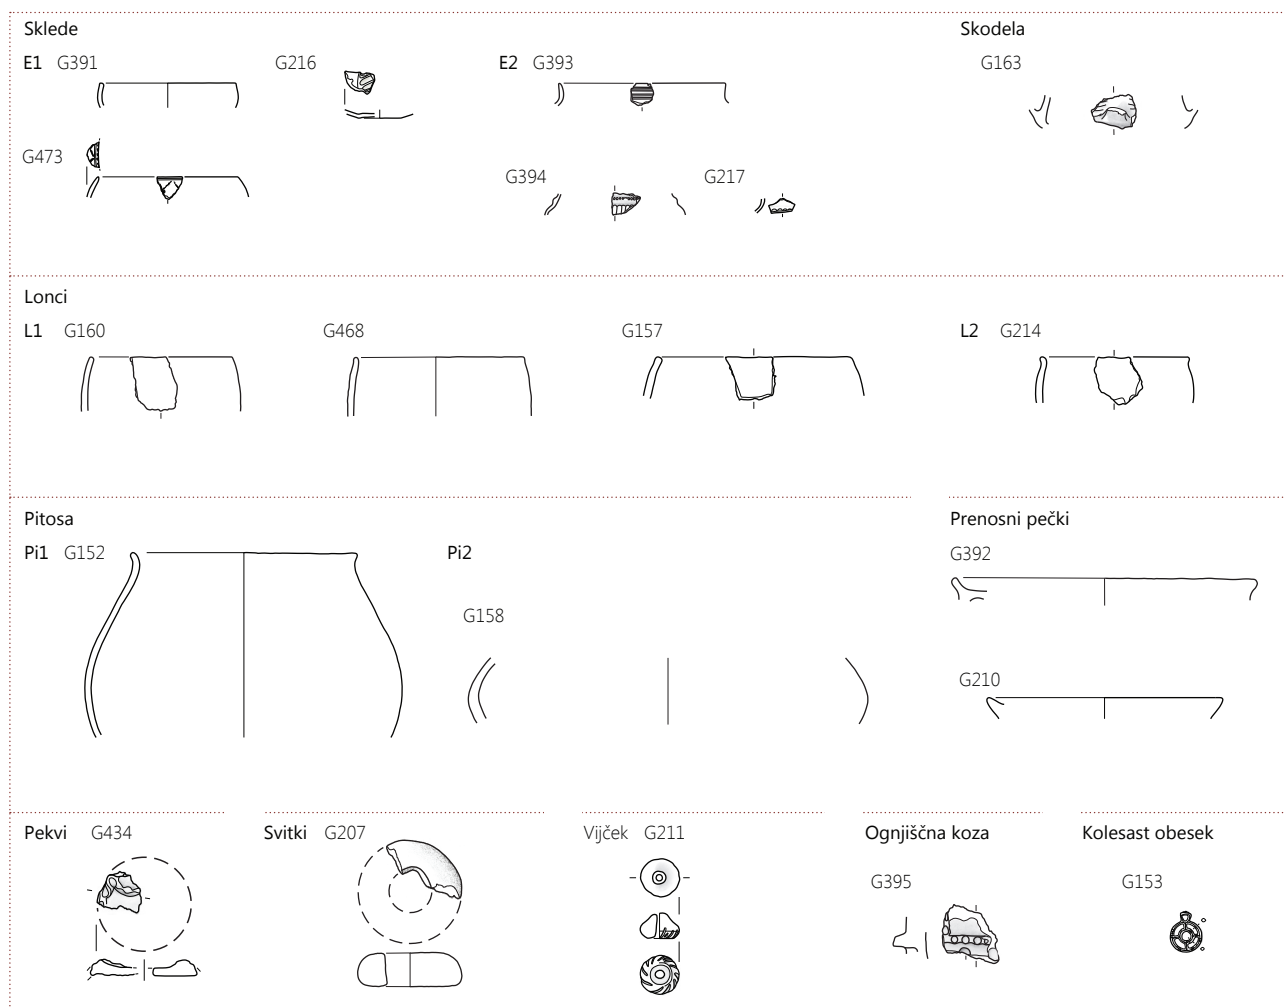 Sklede
Skodela
E1 G391
G216
E2 G393
G163
G473
G394
G217
Lonci
L1 G160
G468
G157
L2 G214
Pitosa
Prenosni pečki
Pi1 G152
Pi2
G392
G158
G210
Pekvi G434
Svitki G207
Vijček G211
Ognjiščna koza
Kolesast obesek
G395
G153